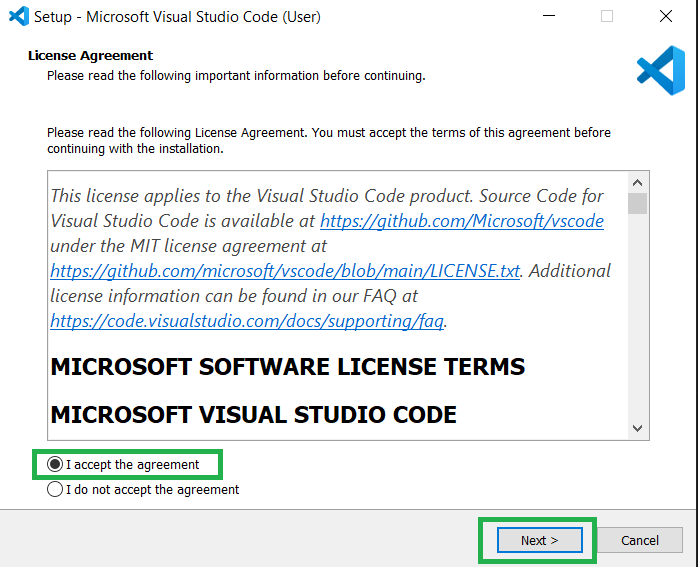 Setup - Microsoft Visual Studio Code (User)
License Agreement
Please read the following important information before continuing.
Please read the following License Agreement. You must accept the terms of this agreement before
continuing with the installation.
This license applies to the Visual Studio Code product. Source Code for
Visual Studio Code is available at https://github.com/Microsoft/vscode
under the MIT license agreement at
https://github.com/microsoft/vscode/blob/main/LICENSE.txt. Additional
license information can be found in our FAQ at
https://code.visualstudio.com/docs/supporting/faq.
MICROSOFT SOFTWARE LICENSE TERMS
MICROSOFT VISUAL STUDIO CODE
I accept the agreement
I do not accept the agreement
Next >
Cancel